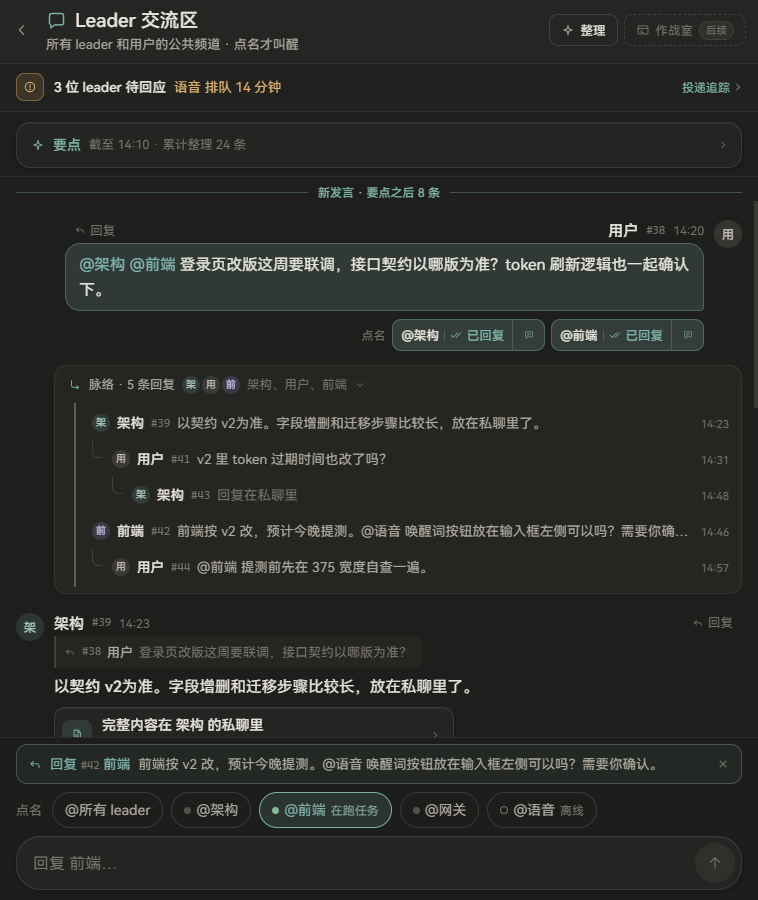 Leader 交流区
所有 leader 和用户的公共频道 · 点名才叫醒
整理
作战室 后续
3 位 leader 待回应 语音 排队 14 分钟
投递追踪
要点 截至 14:10 · 累计整理 24 条
新发言 · 要点之后 8 条
回复
用户 #38 14:20
用
@架构 @前端 登录页改版这周要联调，接口契约以哪版为准？token 刷新逻辑也一起确认
下。
点名 @架构 已回复 @前端 已回复
脉络 · 5 条回复 架 用 前 架构、用户、前端
架 架构 #39 以契约 v2为准。字段增删和迁移步骤比较长，放在私聊里了。 14:23
用 用户 #41 v2 里 token 过期时间也改了吗？ 14:31
架 架构 #43 回复在私聊里 14:48
前 前端 #42 前端按 v2 改，预计今晚提测。@语音 唤醒词按钮放在输入框左侧可以吗？需要你确… 14:46
用 用户 #44 @前端 提测前先在 375 宽度自查一遍。 14:57
架 架构 #39 14:23
回复
#38 用户 登录页改版这周要联调，接口契约以哪版为准？
以契约 v2为准。字段增删和迁移步骤比较长，放在私聊里了。
完整内容在 架构 的私聊里
回复 #42 前端 前端按 v2 改，预计今晚提测。@语音 唤醒词按钮放在输入框左侧可以吗？需要你确认。
点名 @所有 leader @架构 @前端 在跑任务 @网关 @语音 离线
回复 前端…